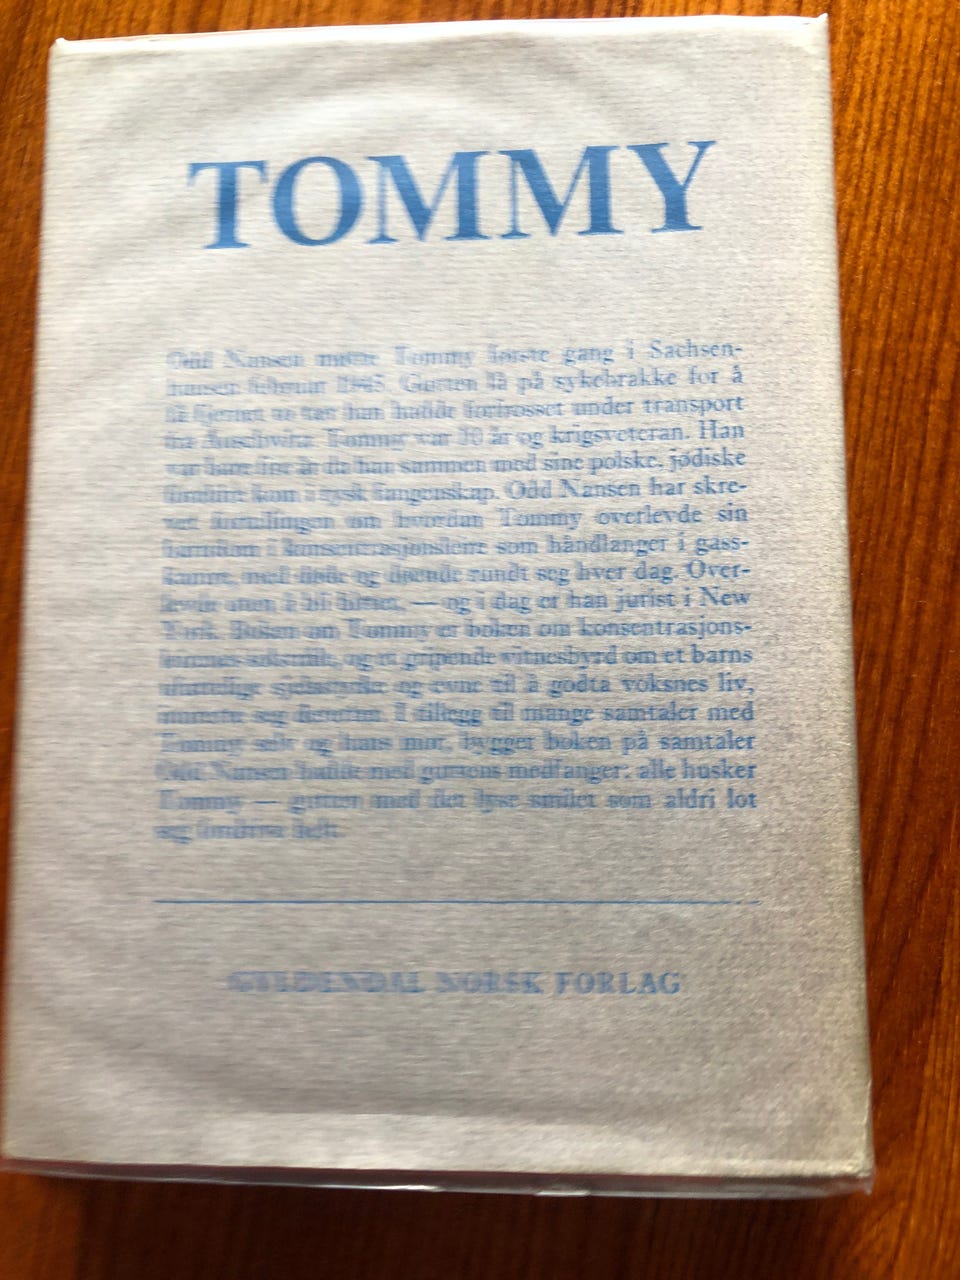 TOMMY
Odd Nansen møtte Tommy første gang i Sachsen-
hausen februar 1945. Gutten lå på sykebrakke for å
få fjernet to tær han hadde forfrosset under transport
fra Auschwitz. Tommy var 10 år og krigsveteran. Han
var bare fire år da han sammen med sine polske, jødiske
foreldre kom i tysk fangenskap. Odd Nansen har skre-
vet fortellingen om hvordan Tommy overlevde sin
barndom i konsentrasjonsleire som håndlanger i gass-
kamre, med døde og døende rundt seg hver dag. Over-
levde uten å bli bitter, — og i dag er han jurist i New
York. Boken om Tommy er boken om konsentrasjons-
leirenes og et gripende vitnesbyrd om et barns
og evne til å godta voksnes liv,
seg I tillegg til mange samtaler med
Tommy selv og hans mor, bygger boken på samtaler
Odd Nansen hadde med guttens medfanger: alle husker
Tommy — gutten med det lyse smilet som aldri lot
seg fordrive helt.
GYLDENDAL NORSK FORLAG